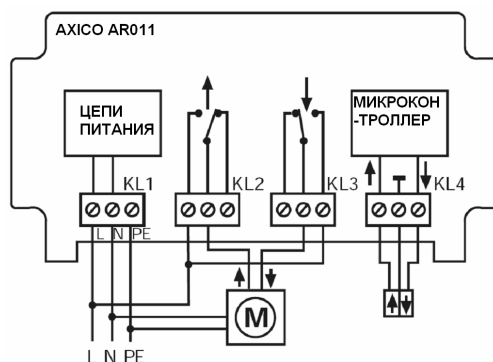 AXICO AR011
ЦЕПИ
ПИТАНИЯ
МИКРОКОН
-ТРОЛЛЕР
KL1
KL2
KL3
KL4
L N PE
M
L N PE